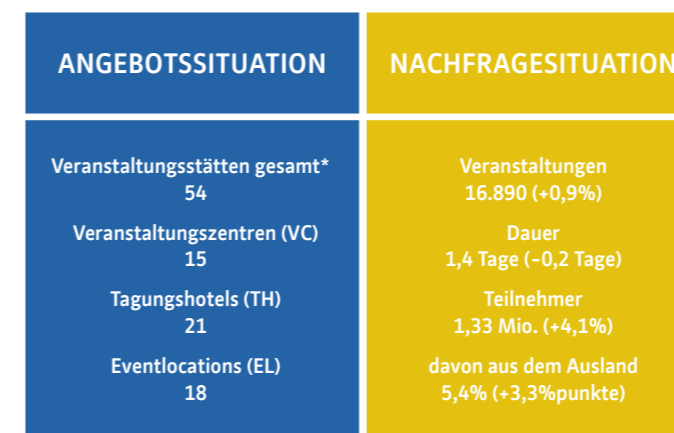 ANGEBOTSSITUATION
Veranstaltungsstätten gesamt*
54
Veranstaltungszentren (VC)
15
Tagungshotels (TH)
21
Eventlocations (EL)
18
NACHFRAGESITUATION
Veranstaltungen
16.890 (+0,9%)
Dauer
1,4 Tage (–0,2 Tage)
Teilnehmer
1,33 Mio. (+4,1%)
davon aus dem Ausland
5,4% (+3,3%punkte)